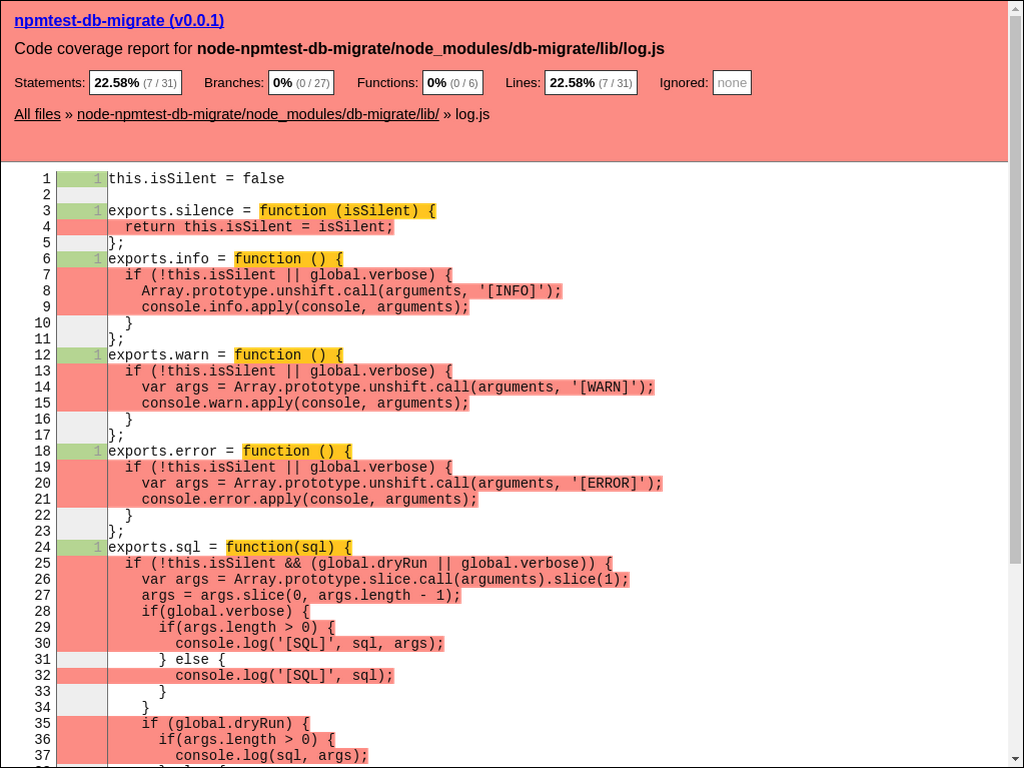 npmtest-db-migrate (v0.0.1)
Code coverage report for node-npmtest-db-migrate/node_modules/db-migrate/lib/log.js
Statements: 22.58% (7 / 31) Branches: 0% (0 / 27) Functions: 0% (0 / 6) Lines: 22.58% (7 / 31) Ignored: none
All files » node-npmtest-db-migrate/node_modules/db-migrate/lib/ » log.js
1 1 this.isSilent = false
2
3 1 exports.silence = function (isSilent) {
4 return this.isSilent = isSilent;
5 };
6 1 exports.info = function () {
7 if (!this.isSilent || global.verbose) {
8 Array.prototype.unshift.call(arguments, '[INFO]');
9 console.info.apply(console, arguments);
10 }
11 };
12 1 exports.warn = function () {
13 if (!this.isSilent || global.verbose) {
14 var args = Array.prototype.unshift.call(arguments, '[WARN]');
15 console.warn.apply(console, arguments);
16 }
17 };
18 1 exports.error = function () {
19 if (!this.isSilent || global.verbose) {
20 var args = Array.prototype.unshift.call(arguments, '[ERROR]');
21 console.error.apply(console, arguments);
22 }
23 };
24 1 exports.sql = function(sql) {
25 if (!this.isSilent && (global.dryRun || global.verbose)) {
26 var args = Array.prototype.slice.call(arguments).slice(1);
27 args = args.slice(0, args.length - 1);
28 if(global.verbose) {
29 if(args.length > 0) {
30 console.log('[SQL]', sql, args);
31 } else {
32 console.log('[SQL]', sql);
33 }
34 }
35 if (global.dryRun) {
36 if(args.length > 0) {
37 console.log(sql, args);